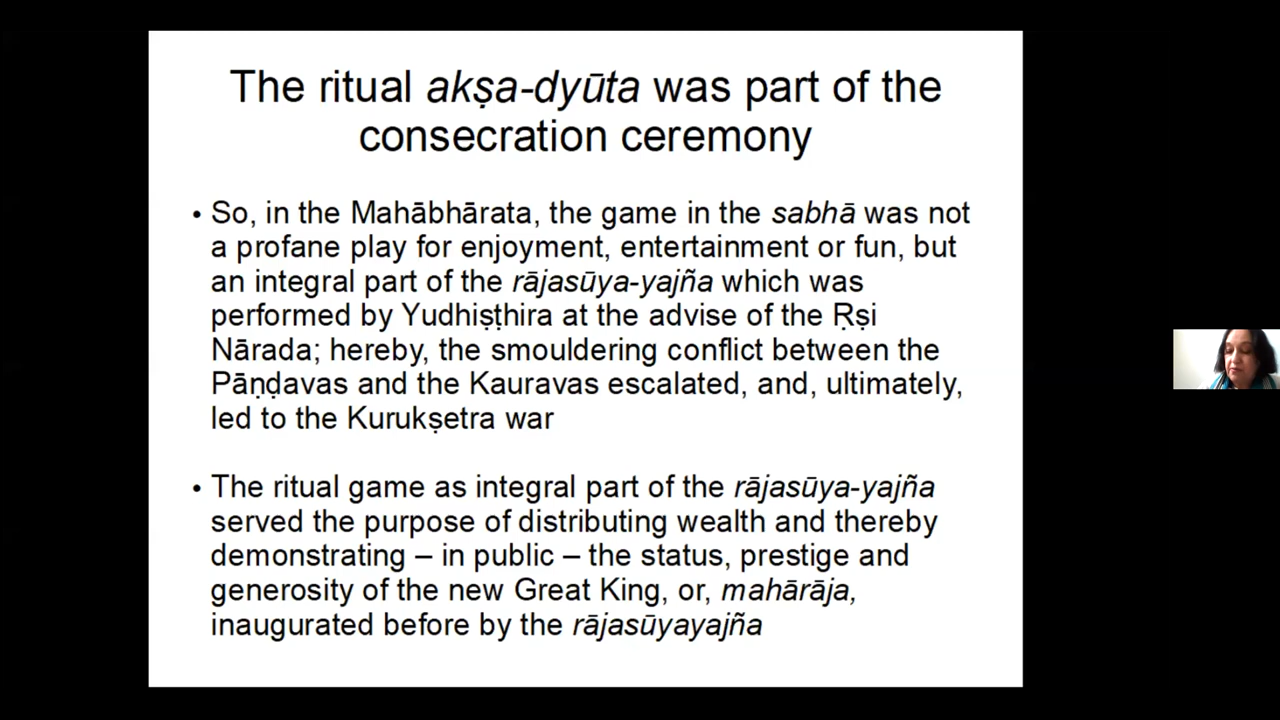 The ritual akṣa-dyūta was part of the
consecration ceremony
• So, in the Mahābhārata, the game in the sabhā was not
a profane play for enjoyment, entertainment or fun, but
an integral part of the rājasūya-yajña which was
performed by Yudhiṣṭhira at the advise of the Ṛṣi
Nārada; hereby, the smouldering conflict between the
Pāṇḍavas and the Kauravas escalated, and, ultimately,
led to the Kurukṣetra war
• The ritual game as integral part of the rājasūya-yajña
served the purpose of distributing wealth and thereby
demonstrating – in public – the status, prestige and
generosity of the new Great King, or, mahārāja,
inaugurated before by the rājasūyayajña